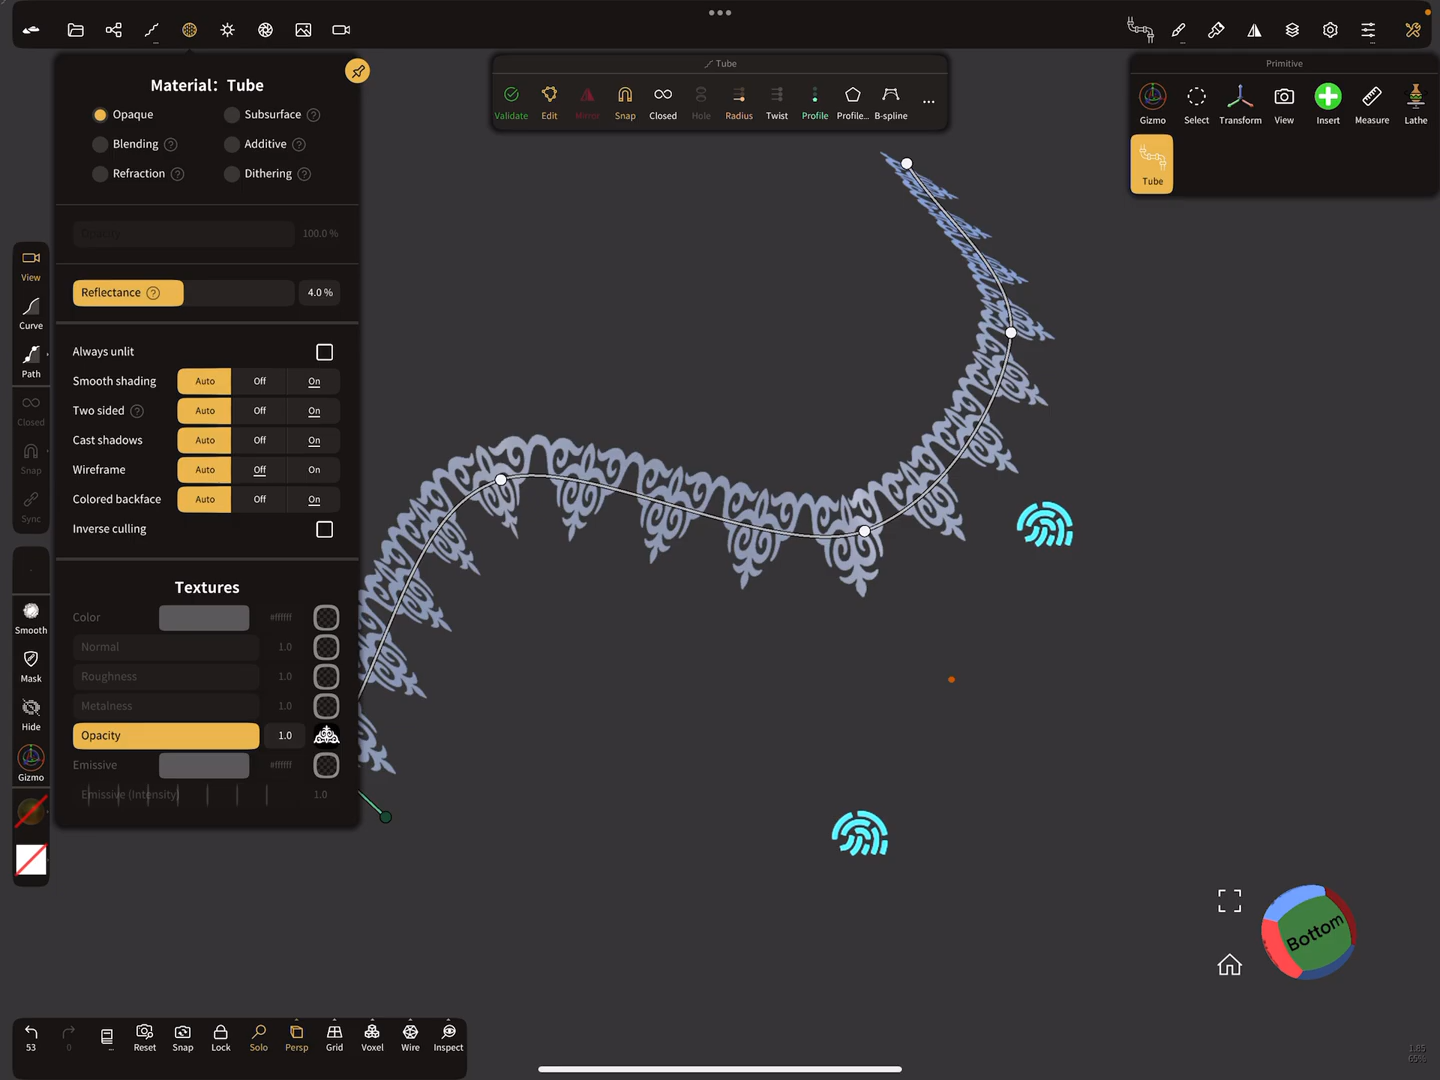 Material: Tube
Opaque
Subsurface ?
Blending ?
Additive ?
Refraction ?
Dithering ?
Opacity 100.0 %
Reflectance ? 4.0 %
Always unlit
Smooth shading Auto Off On
Two sided ? Auto Off On
Cast shadows Auto Off On
Wireframe Auto Off On
Colored backface Auto Off On
Inverse culling
Textures
Color #ffffff
Normal 1.0
Roughness 1.0
Metalness 1.0
Opacity 1.0
Emissive #ffffff
Emissive (Intensity) 1.0
Tube
Validate Edit Mirror Snap Closed Hole Radius Twist Profile Profile... B-spline ...
Primitive
Gizmo Select Transform View Insert Measure Lathe
Tube
View
Curve
Path
Closed
Snap
Sync
Smooth
Mask
Hide
Gizmo
Bottom
53 0 ... Reset Snap Lock Solo Persp Grid Voxel Wire Inspect
1.85
65%